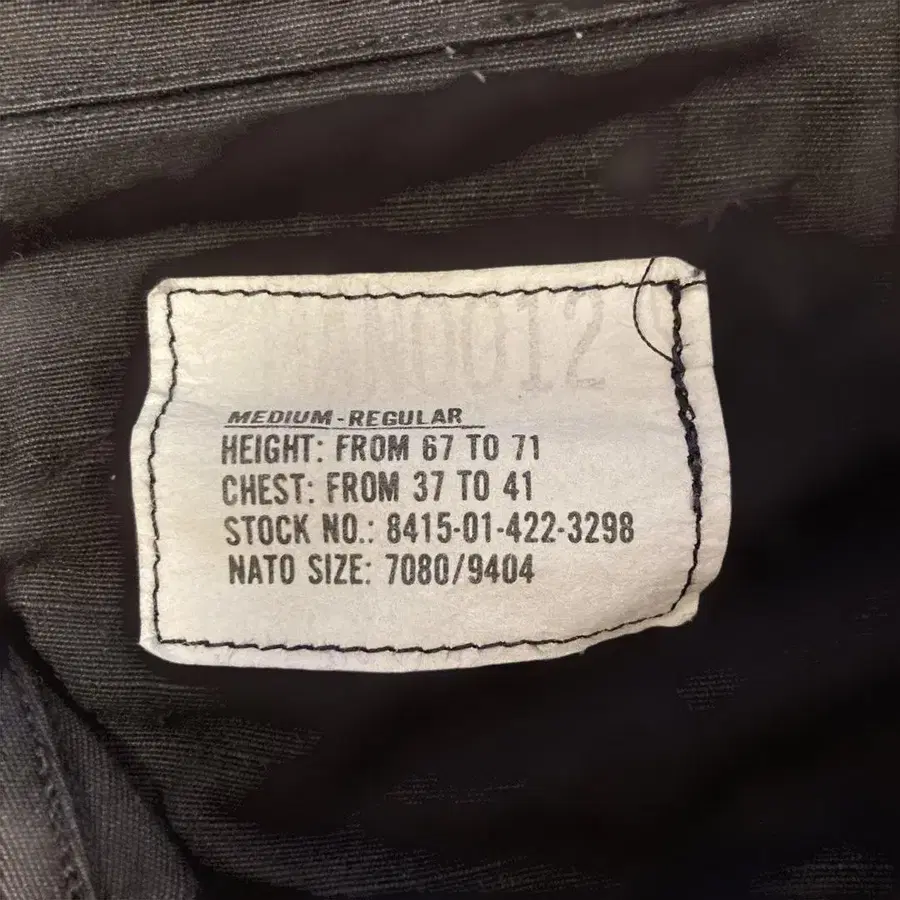 MEDIUM-REGULAR
HEIGHT: FROM 67 TO 71
CHEST: FROM 37 TO 41
STOCK NO.: 8415-01-422-3298
NATO SIZE: 7080/9404